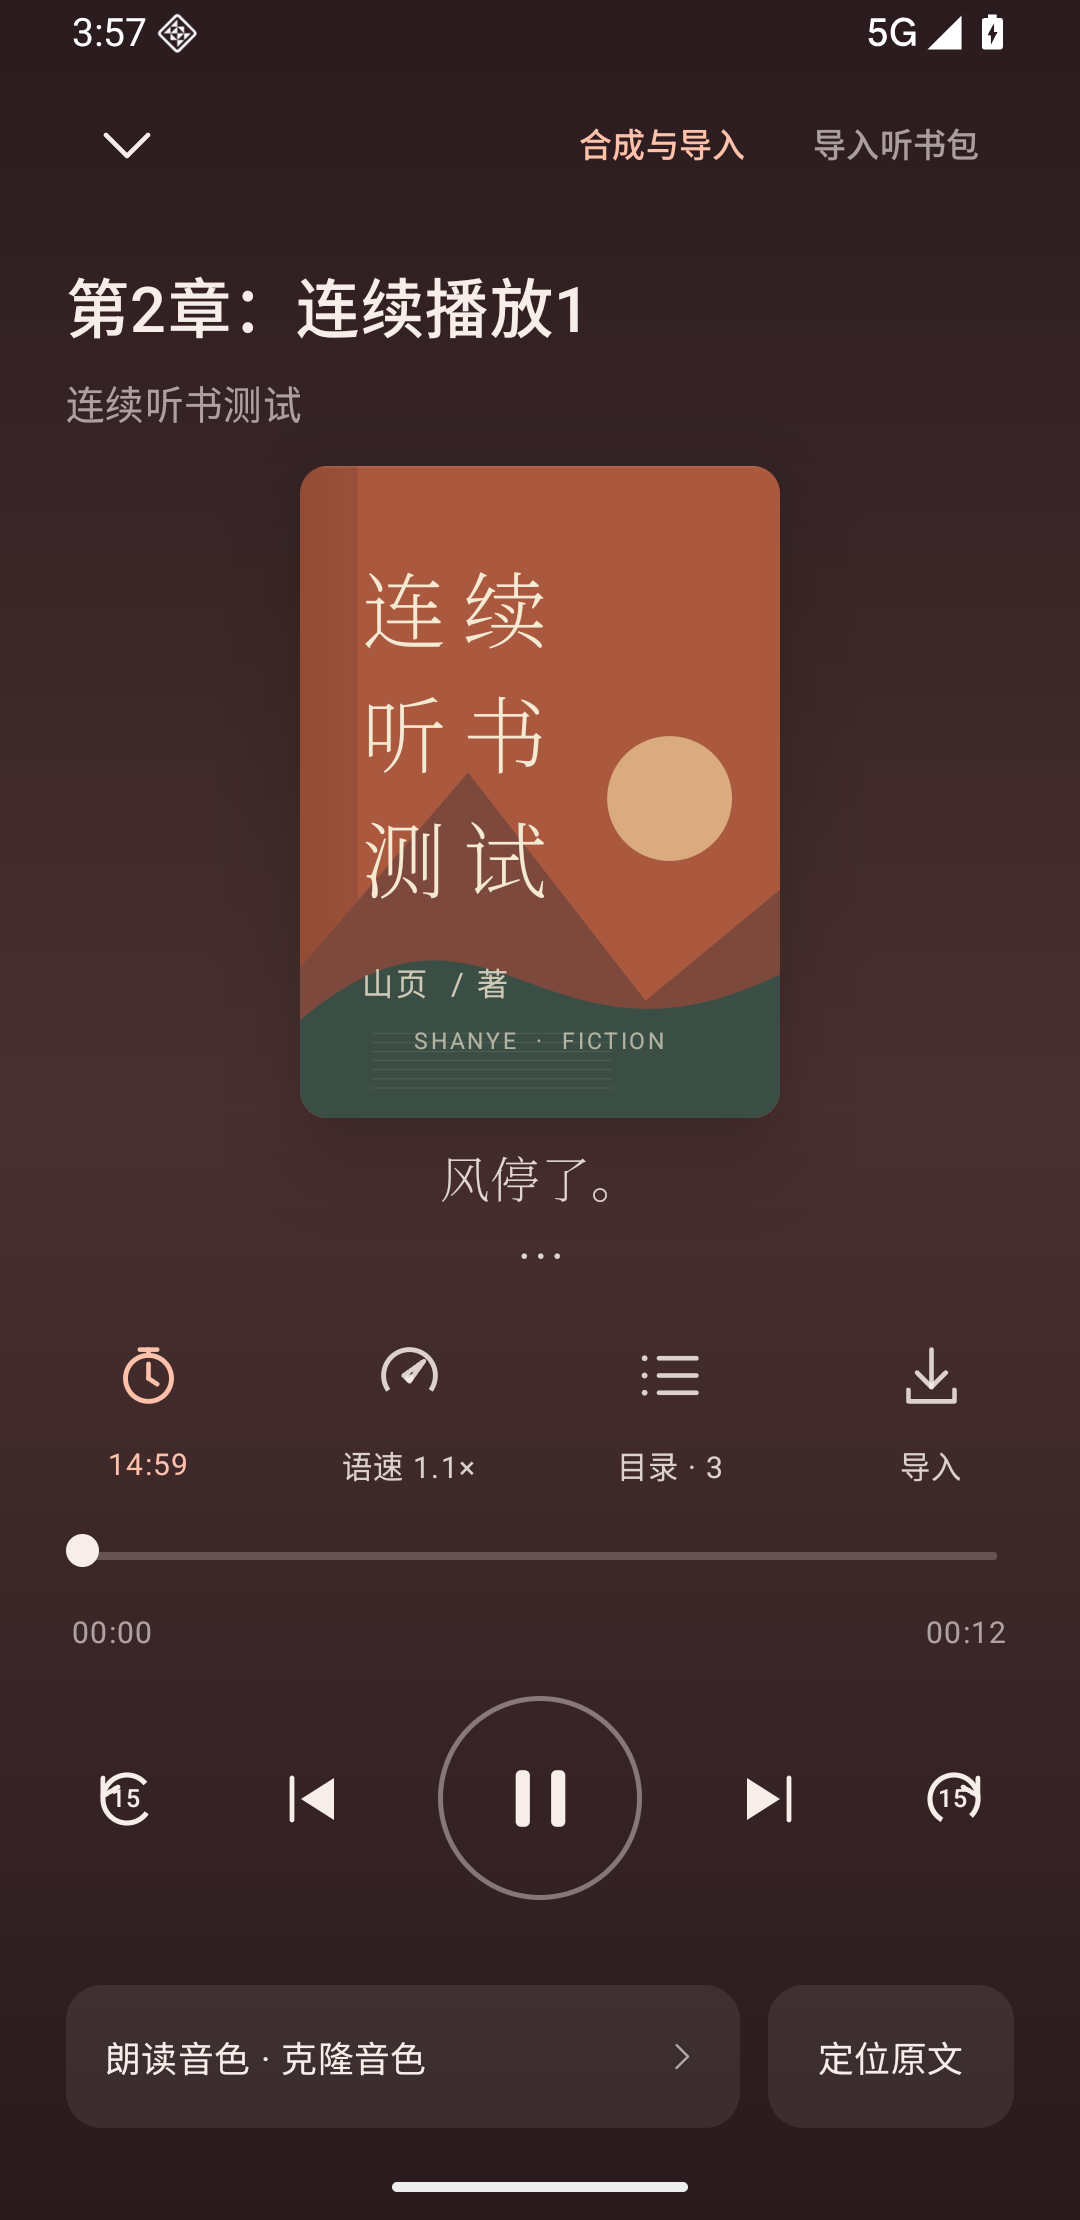 3:57 5G
合成与导入 导入听书包
第2章：连续播放1
连续听书测试
连续
听书
测试
山页 / 著
SHANYE · FICTION
风停了。
...
14:59 语速 1.1× 目录 · 3 导入
00:00 00:12
15 15
朗读音色 · 克隆音色 定位原文